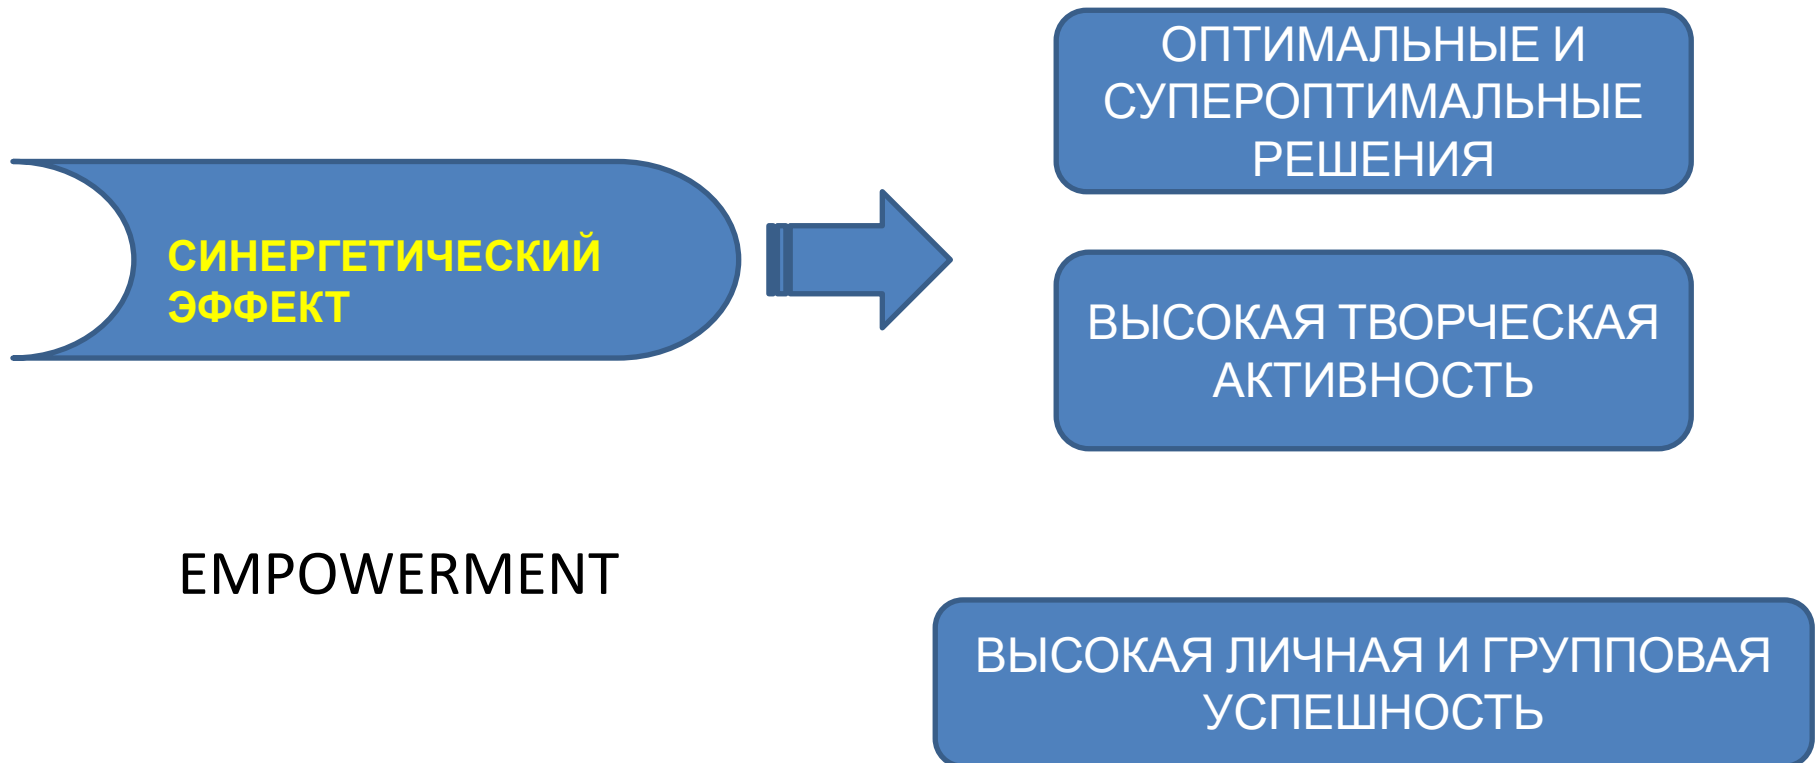 СИНЕРГЕТИЧЕСКИЙ
ЭФФЕКТ
ОПТИМАЛЬНЫЕ И
СУПЕРОПТИМАЛЬНЫЕ
РЕШЕНИЯ
ВЫСОКАЯ ТВОРЧЕСКАЯ
АКТИВНОСТЬ
EMPOWERMENT
ВЫСОКАЯ ЛИЧНАЯ И ГРУППОВАЯ
УСПЕШНОСТЬ